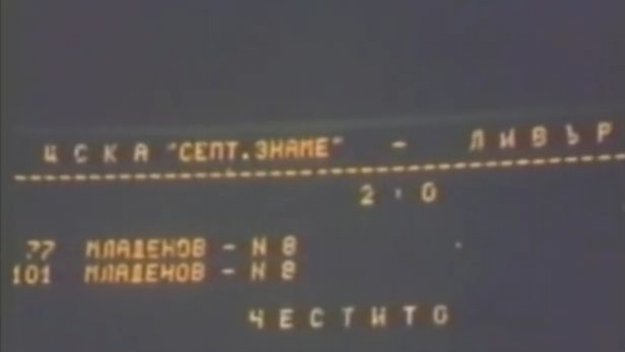 ЦСКА "СЕПТ.ЗНАМЕ" - ЛИВЪР
2:0
77 МЛАДЕНОВ - N 8
101 МЛАДЕНОВ - N 8
ЧЕСТИТО